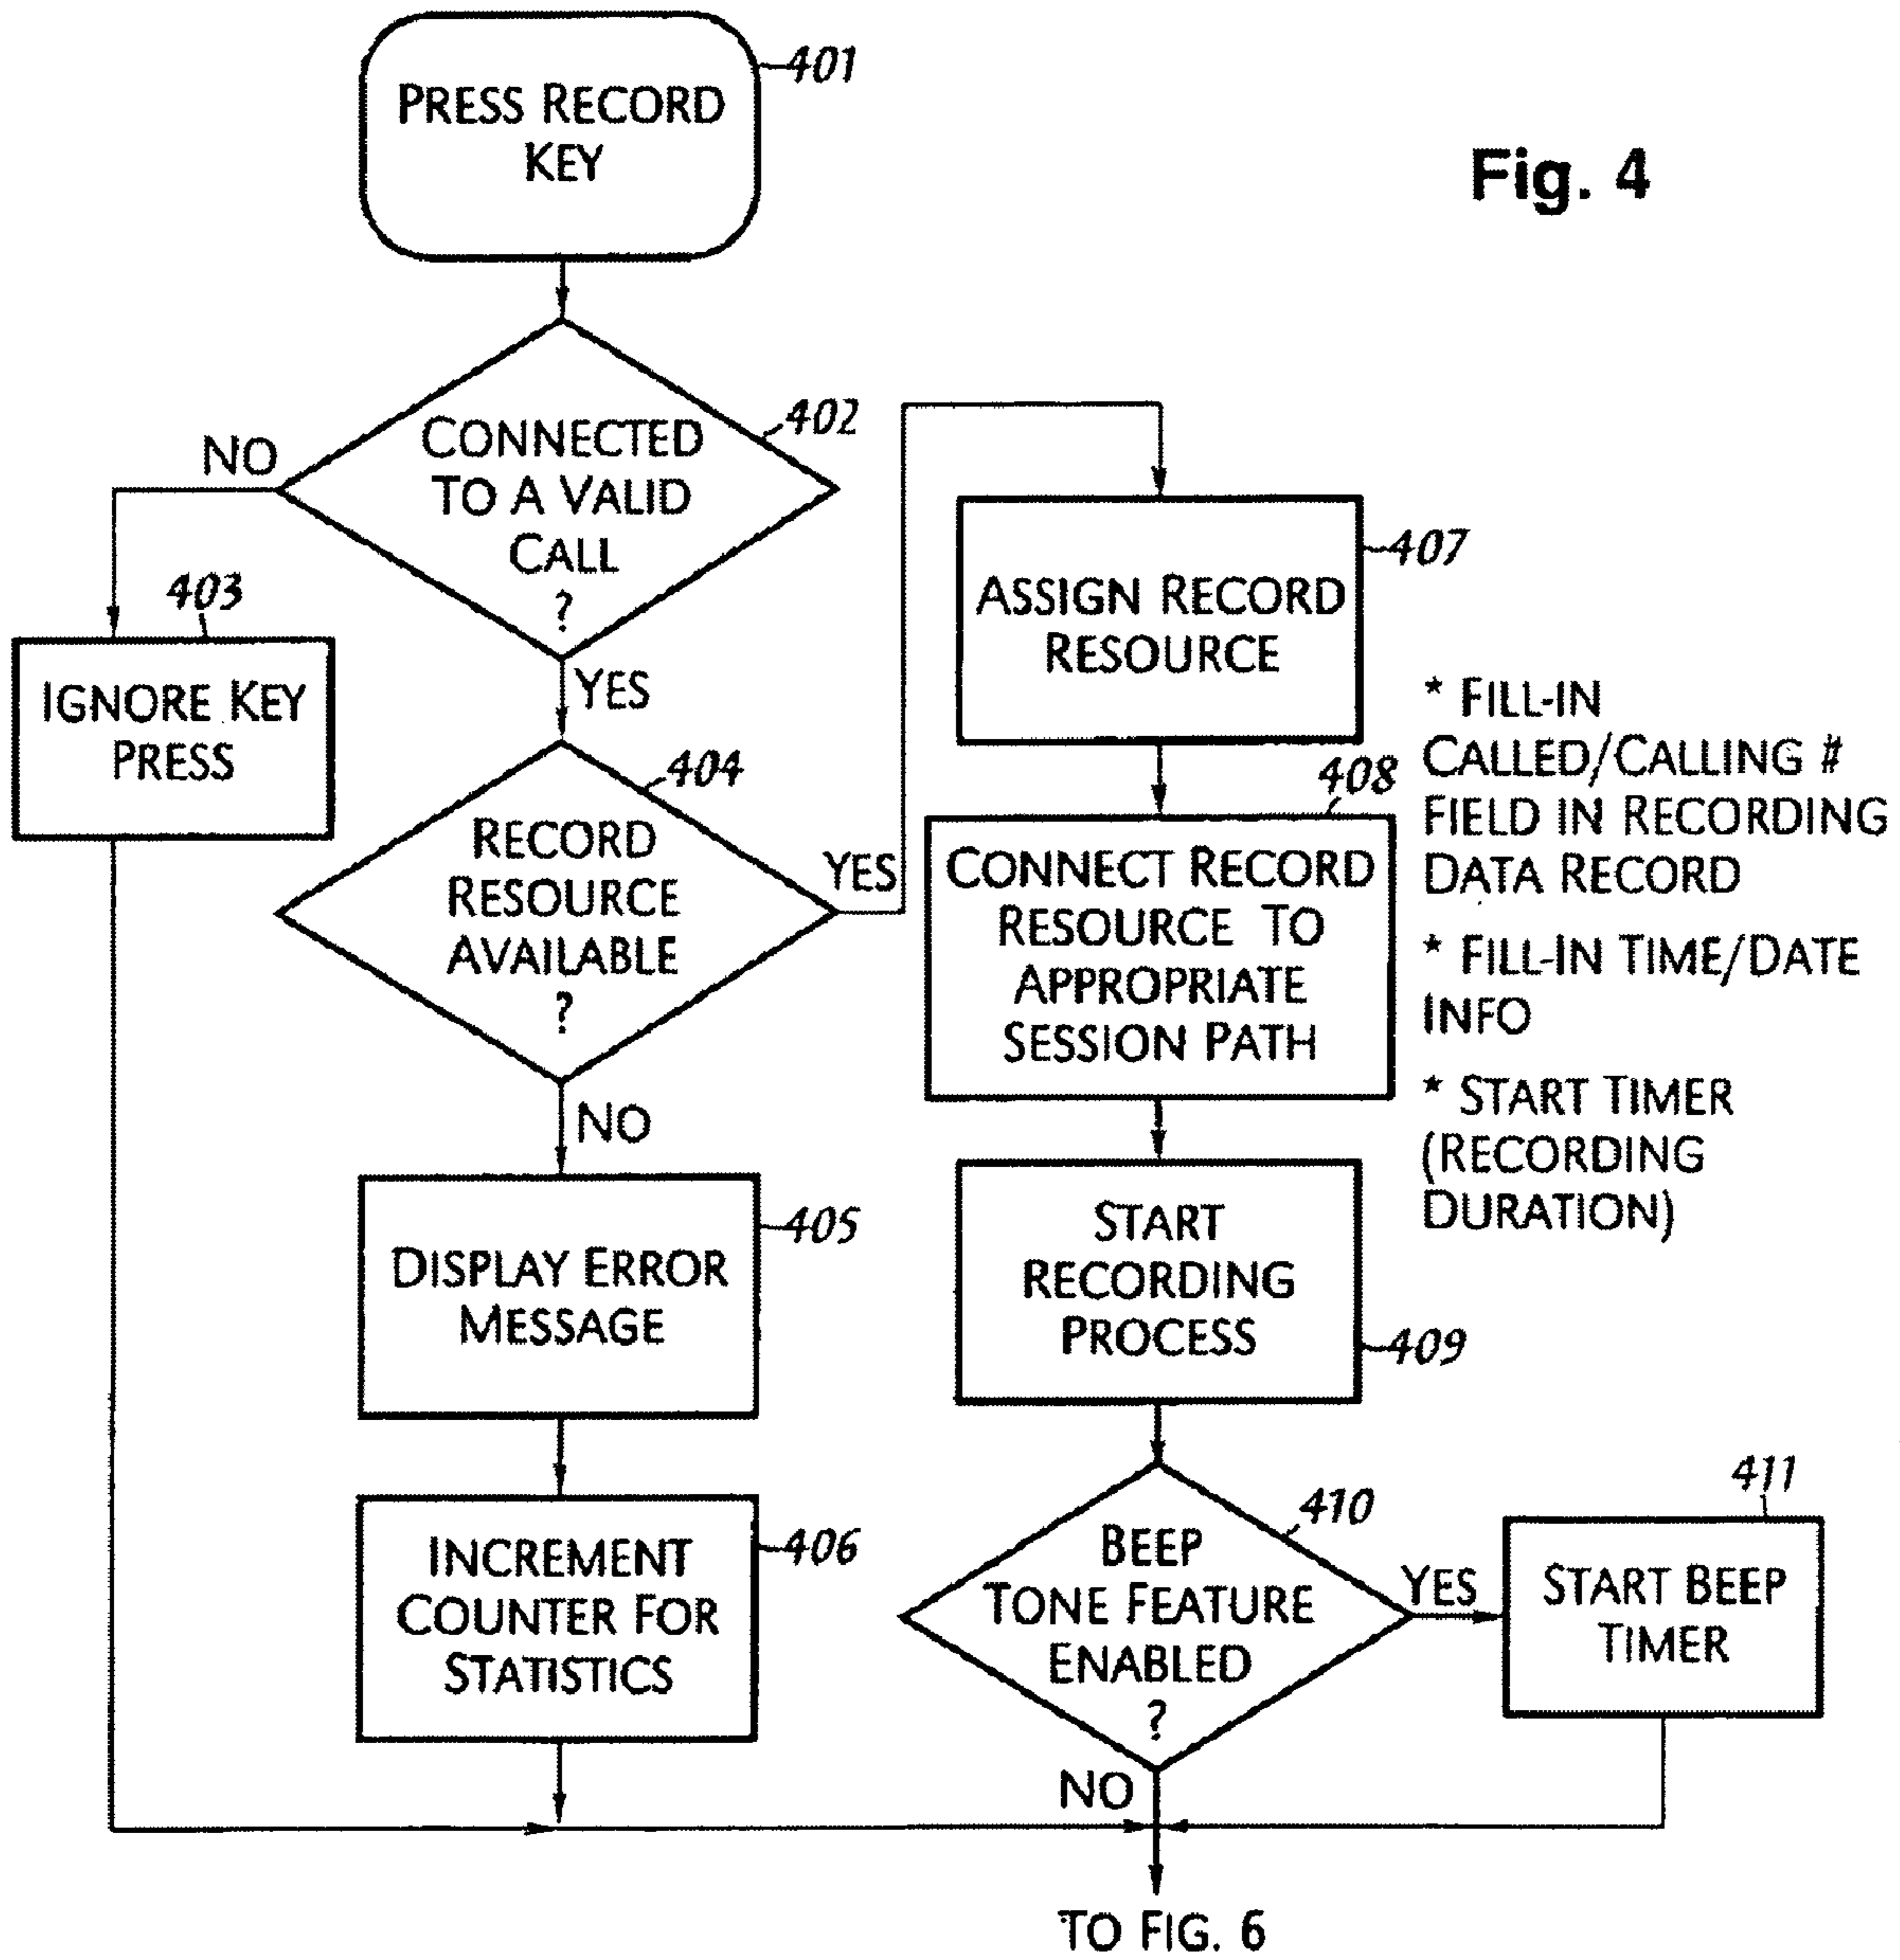 401
PRESS RECORD
KEY
Fig. 4
402
CONNECTED
TO A VALID
CALL
?
NO
YES
403
IGNORE KEY
PRESS
404
RECORD
RESOURCE
AVAILABLE
?
YES
NO
405
DISPLAY ERROR
MESSAGE
406
INCREMENT
COUNTER FOR
STATISTICS
407
ASSIGN RECORD
RESOURCE
408
CONNECT RECORD
RESOURCE TO
APPROPRIATE
SESSION PATH
* FILL-IN
CALLED/CALLING #
FIELD IN RECORDING
DATA RECORD
* FILL-IN TIME/DATE
INFO
* START TIMER
(RECORDING
DURATION)
START
RECORDING
PROCESS
409
410
BEEP
TONE FEATURE
ENABLED
?
YES
NO
411
START BEEP
TIMER
TO FIG. 6